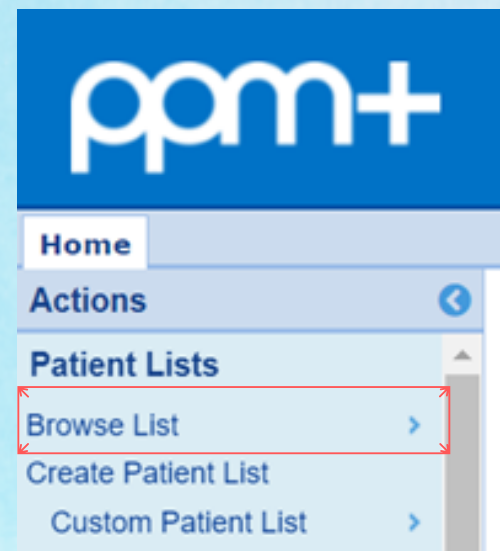 ppm+
Home
Actions
Patient Lists
Browse List
Create Patient List
Custom Patient List